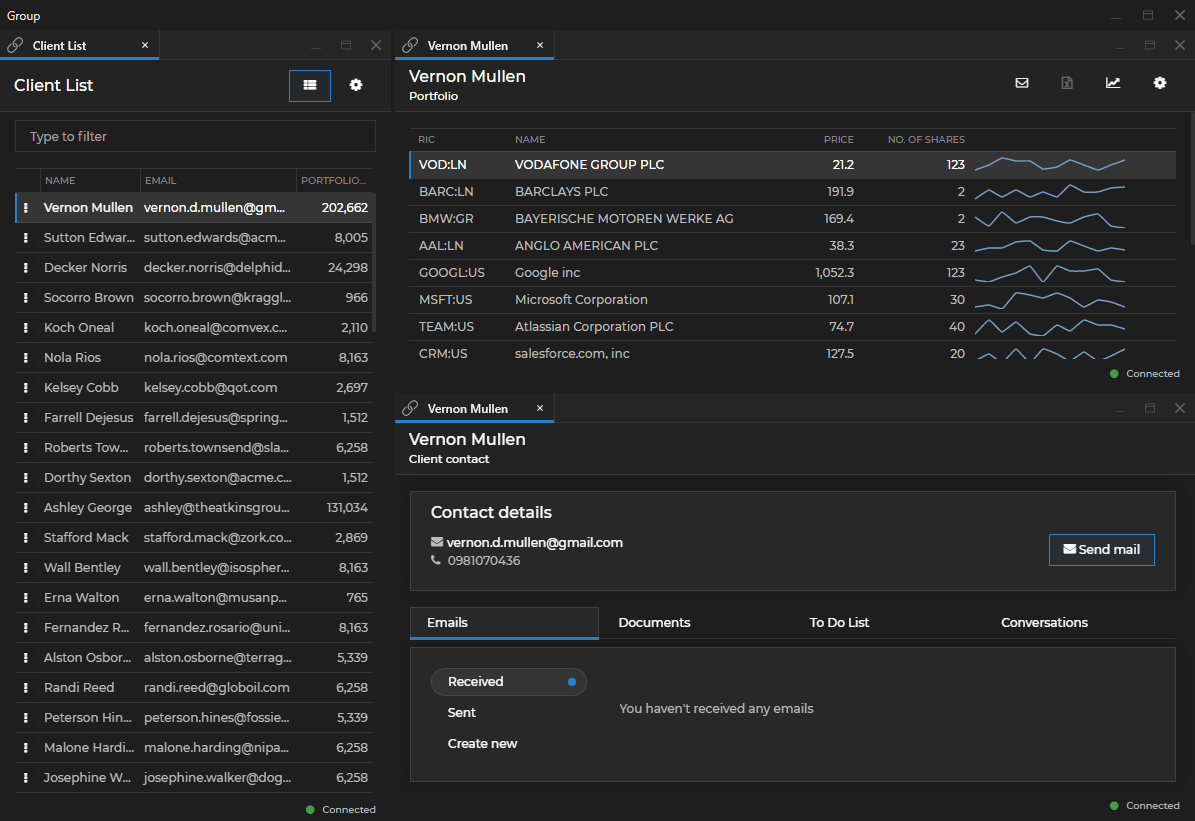 Group
Client List
Client List
Type to filter
NAME EMAIL PORTFOLIO...
Vernon Mullen vernon.d.mullen@gm... 202,662
Sutton Edwar... sutton.edwards@acm... 8,005
Decker Norris decker.norris@delphid... 24,298
Socorro Brown socorro.brown@kraggl... 966
Koch Oneal koch.oneal@comvex.c... 2,110
Nola Rios nola.rios@comtext.com 8,163
Kelsey Cobb kelsey.cobb@qot.com 2,697
Farrell Dejesus farrell.dejesus@spring... 1,512
Roberts Tow... roberts.townsend@sla... 6,258
Dorthy Sexton dorthy.sexton@acme.c... 1,512
Ashley George ashley@theatkinsgrou... 131,034
Stafford Mack stafford.mack@zork.co... 2,869
Wall Bentley wall.bentley@isospher... 8,163
Erna Walton erna.walton@musanp... 765
Fernandez R... fernandez.rosario@uni... 8,163
Alston Osbor... alston.osborne@terrag... 5,339
Randi Reed randi.reed@globoil.com 6,258
Peterson Hin... peterson.hines@fossie... 5,339
Malone Hardi... malone.harding@nipa... 6,258
Josephine W... josephine.walker@dog... 6,258
Connected
Vernon Mullen
Vernon Mullen
Portfolio
RIC NAME PRICE NO. OF SHARES
VOD:LN VODAFONE GROUP PLC 21.2 123
BARC:LN BARCLAYS PLC 191.9 2
BMW:GR BAYERISCHE MOTOREN WERKE AG 169.4 2
AAL:LN ANGLO AMERICAN PLC 38.3 23
GOOGL:US Google inc 1,052.3 123
MSFT:US Microsoft Corporation 107.1 30
TEAM:US Atlassian Corporation PLC 74.7 40
CRM:US salesforce.com, inc 127.5 20
Connected
Vernon Mullen
Vernon Mullen
Client contact
Contact details
vernon.d.mullen@gmail.com
0981070436
Send mail
Emails Documents To Do List Conversations
Received
Sent
Create new
You haven't received any emails
Connected